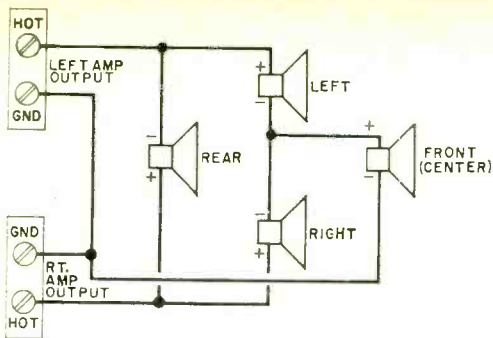 HOT
LEFT AMP
OUTPUT
GND
GND
RT.
AMP
OUTPUT
HOT
-
REAR
+
+
LEFT
-
-
RIGHT
+
+
FRONT
(CENTER)
-